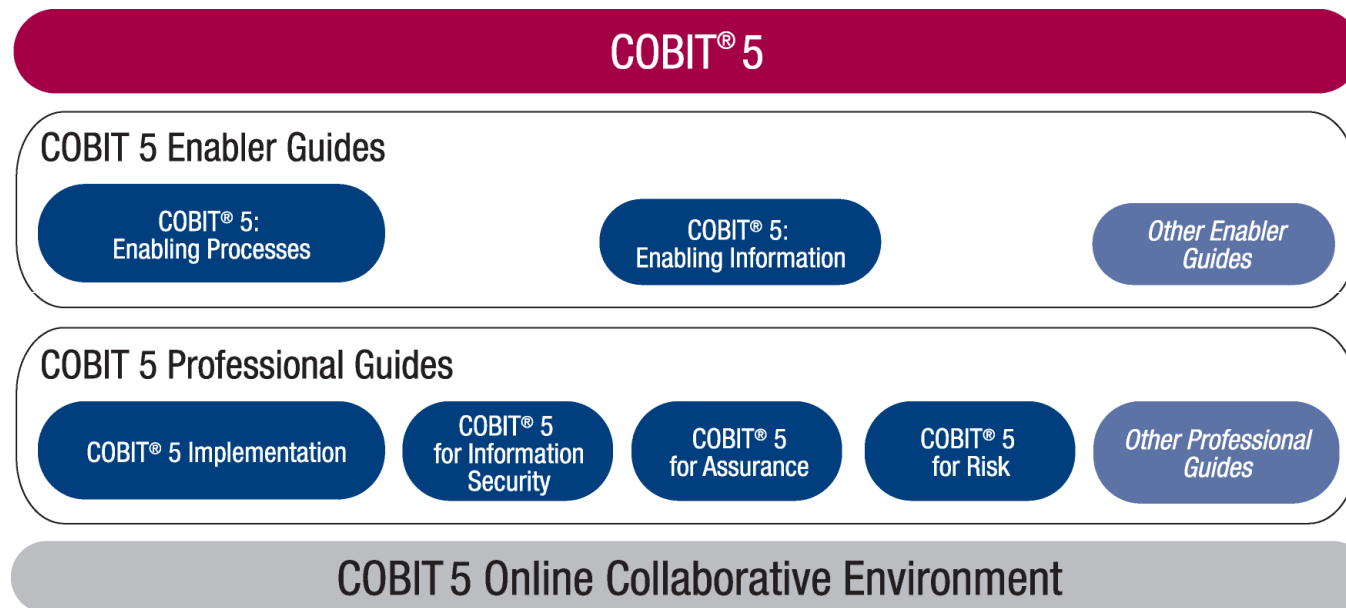 COBIT® 5
COBIT 5 Enabler Guides
COBIT® 5:
Enabling Processes
COBIT® 5:
Enabling Information
Other Enabler
Guides
COBIT 5 Professional Guides
COBIT® 5 Implementation
COBIT® 5
for Information
Security
COBIT® 5
for Assurance
COBIT® 5
for Risk
Other Professional
Guides
COBIT 5 Online Collaborative Environment